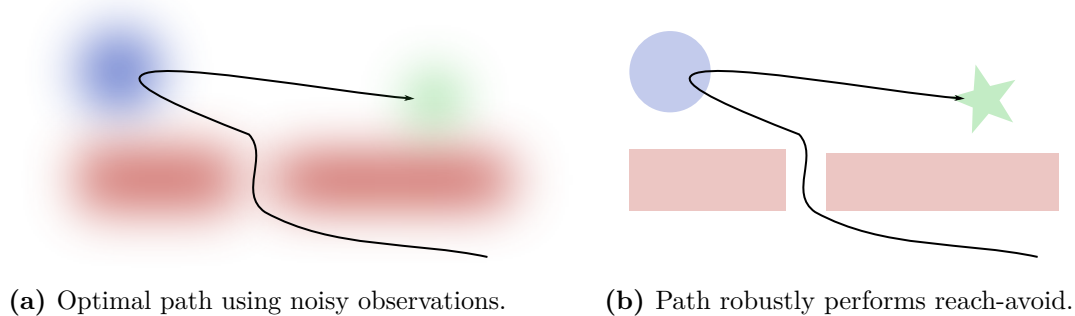 (a) Optimal path using noisy observations.
(b) Path robustly performs reach-avoid.